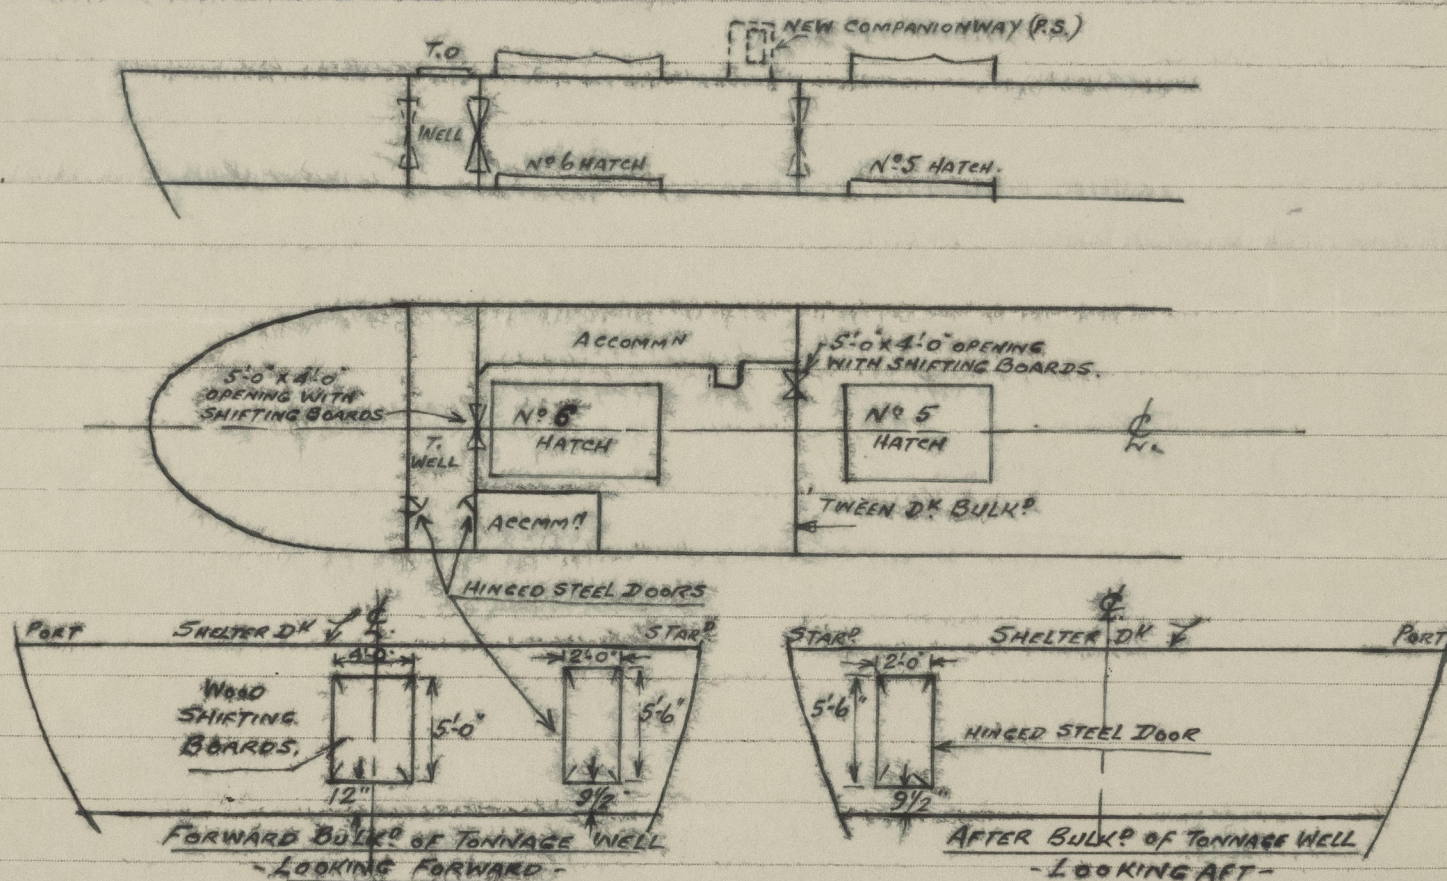 NEW COMPANIONWAY (P.S.)
T.O
WELL
Nº 6 HATCH
Nº 5 HATCH.
ACCOMMN
5'-0" x 4'-0" OPENING
WITH SHIFTING BOARDS.
5'-0" x 4'-0"
OPENING WITH
SHIFTING BOARDS
Nº 6
HATCH
Nº 5
HATCH
T.
WELL
'TWEEN DK BULKD
ACCMMN
HINGED STEEL DOORS
PORT
SHELTER DK
STARD
4'-0"
2'-0"
WOOD
SHIFTING
BOARDS.
5'-0"
5'-6"
12"
9½"
FORWARD BULKD OF TONNAGE WELL
- LOOKING FORWARD -
STARD
SHELTER DK
PORT
2'-0"
5'-6"
HINGED STEEL DOOR
9½"
AFTER BULKD OF TONNAGE WELL
- LOOKING AFT -